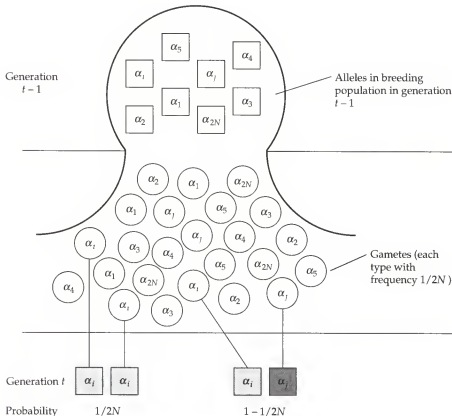 α₅
α₄
αᵢ
αⱼ
Generation
t − 1
α₁
α₃
α₂
α₂N
Alleles in breeding
population in generation
t − 1
α₂ α₁ α₂N
α₁ αⱼ α₅ α₃
αᵢ α₃ α₄ αⱼ α₄ α₂
α₄ α₁ α₂N αᵢ α₅ α₂N α₅
αᵢ α₃ α₂ αⱼ
Gametes (each
type with
frequency 1/2N)
Generation t αᵢ αᵢ αᵢ αⱼ
Probability 1/2N 1 − 1/2N